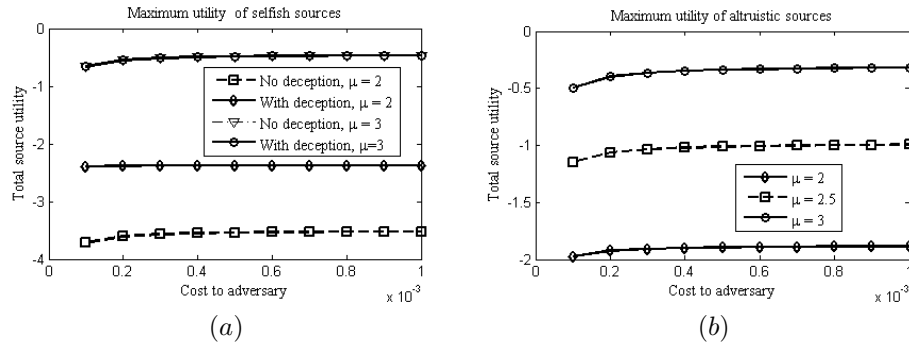 Maximum utility of selfish sources
Total source utility
0
-1
-2
-3
-4
No deception, μ = 2
With deception, μ = 2
No deception, μ = 3
With deception, μ=3
0
0.2
0.4
0.6
0.8
1
x 10⁻³
Cost to adversary
(a)
Maximum utility of altruistic sources
Total source utility
0
-0.5
-1
-1.5
-2
μ = 2
μ = 2.5
μ = 3
0
0.2
0.4
0.6
0.8
1
x 10⁻³
Cost to adversary
(b)